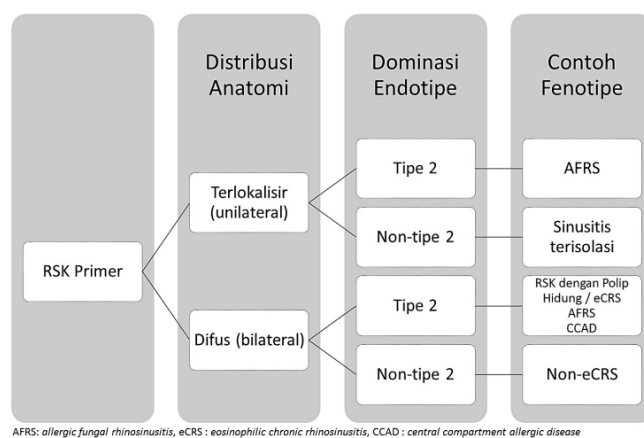 Distribusi
Anatomi
Dominasi
Endotipe
Contoh
Fenotipe
RSK Primer
Terlokalisir
(unilateral)
Tipe 2
AFRS
Non-tipe 2
Sinusitis
terisolasi
Difus (bilateral)
Tipe 2
RSK dengan Polip
Hidung / eCRS
AFRS
CCAD
Non-tipe 2
Non-eCRS
AFRS: allergic fungal rhinosinusitis, eCRS : eosinophilic chronic rhinosinusitis, CCAD : central compartment allergic disease